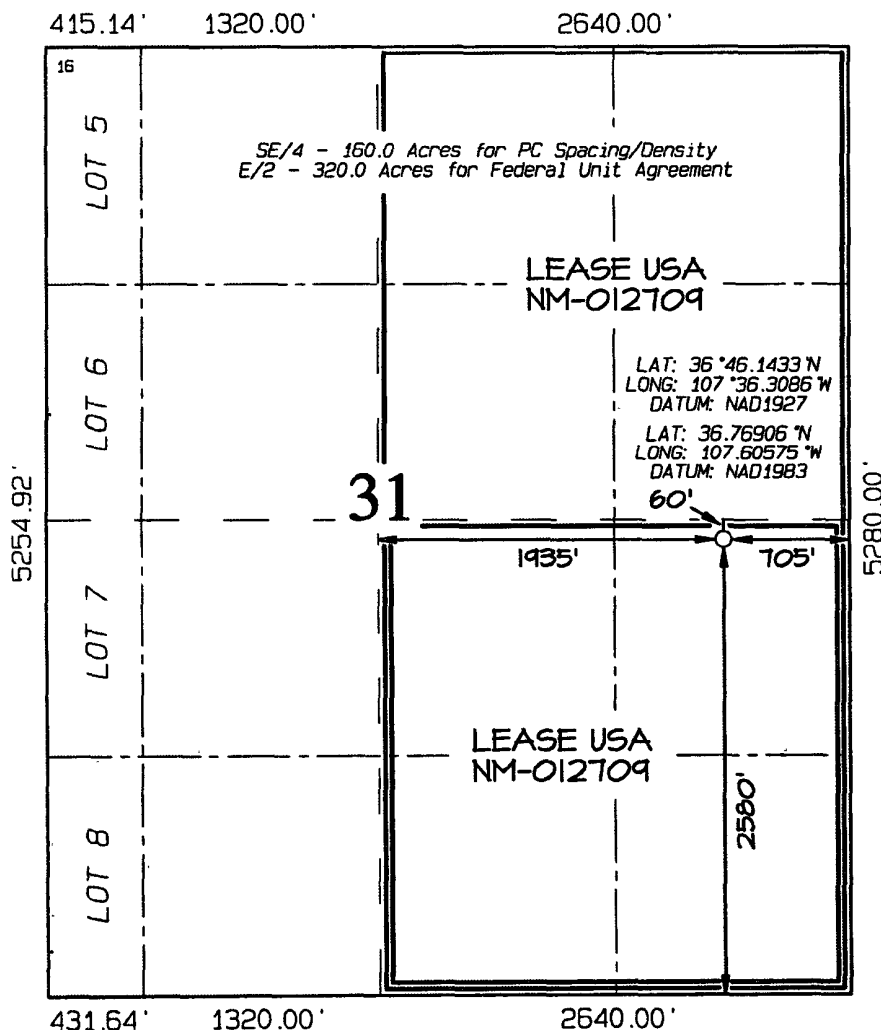 415.14' 1320.00' 2640.00'
16
LOT 5
SE/4 - 160.0 Acres for PC Spacing/Density
E/2 - 320.0 Acres for Federal Unit Agreement
LEASE USA
NM-012709
LOT 6
LAT: 36°46.1433'N
LONG: 107°36.3086'W
DATUM: NAD1927
LAT: 36.76906°N
LONG: 107.60575°W
DATUM: NAD1983
5254.92'
31
60'
5280.00'
1935' 705'
LOT 7
LEASE USA
NM-012709
2580'
LOT 8
431.64' 1320.00' 2640.00'